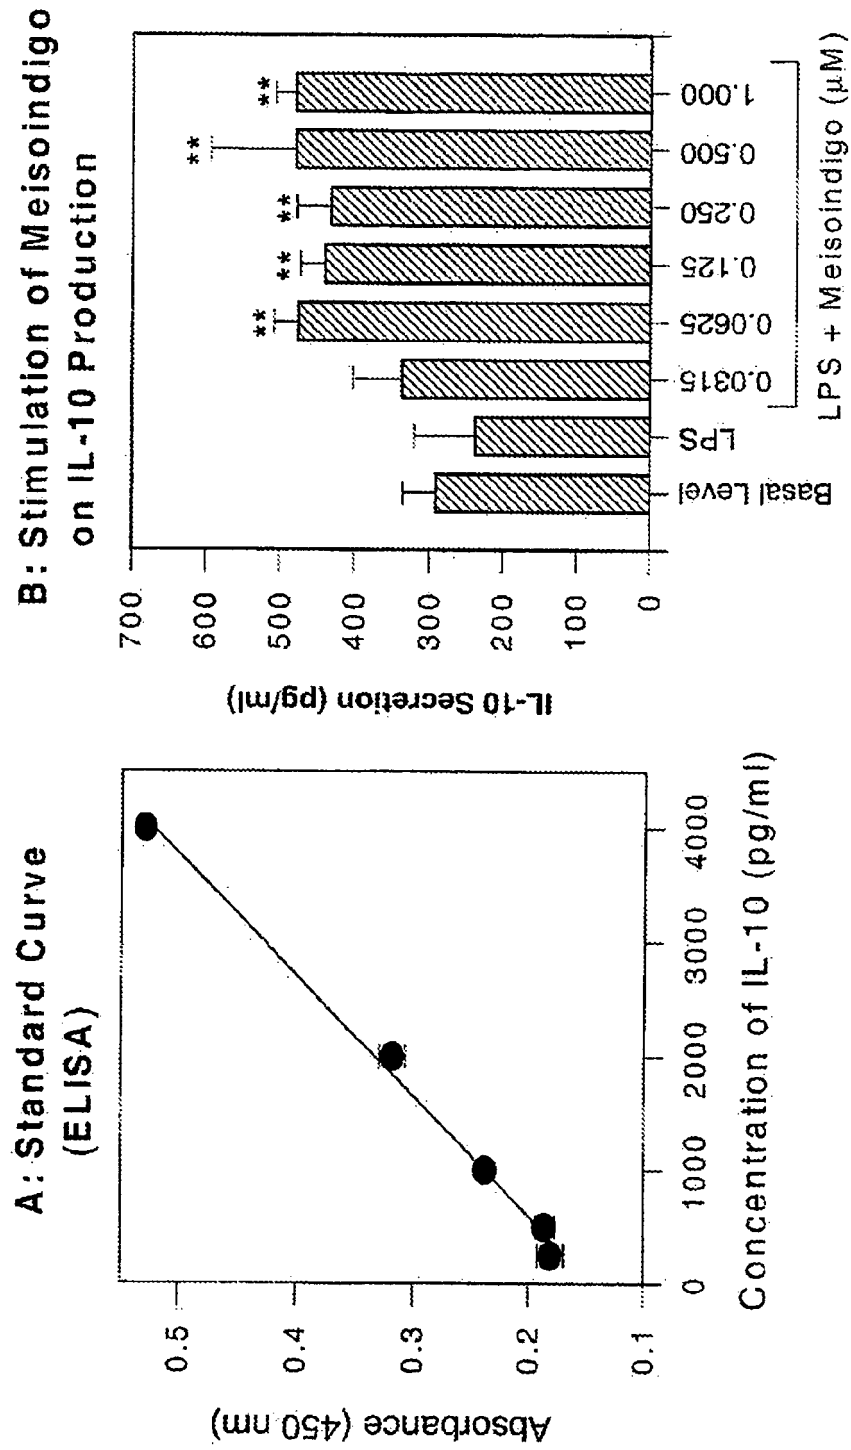 A: Standard Curve
(ELISA)
Absorbance (450 nm)
0.5
0.4
0.3
0.2
0.1
0
1000
2000
3000
4000
Concentration of IL-10 (pg/ml)
B: Stimulation of Meisoindigo
on IL-10 Production
IL-10 Secretion (pg/ml)
700
600
500
400
300
200
100
0
**
**
**
**
**
Basal Level
LPS
0.0315
0.0625
0.125
0.250
0.500
1.000
LPS + Meisoindigo (μM)